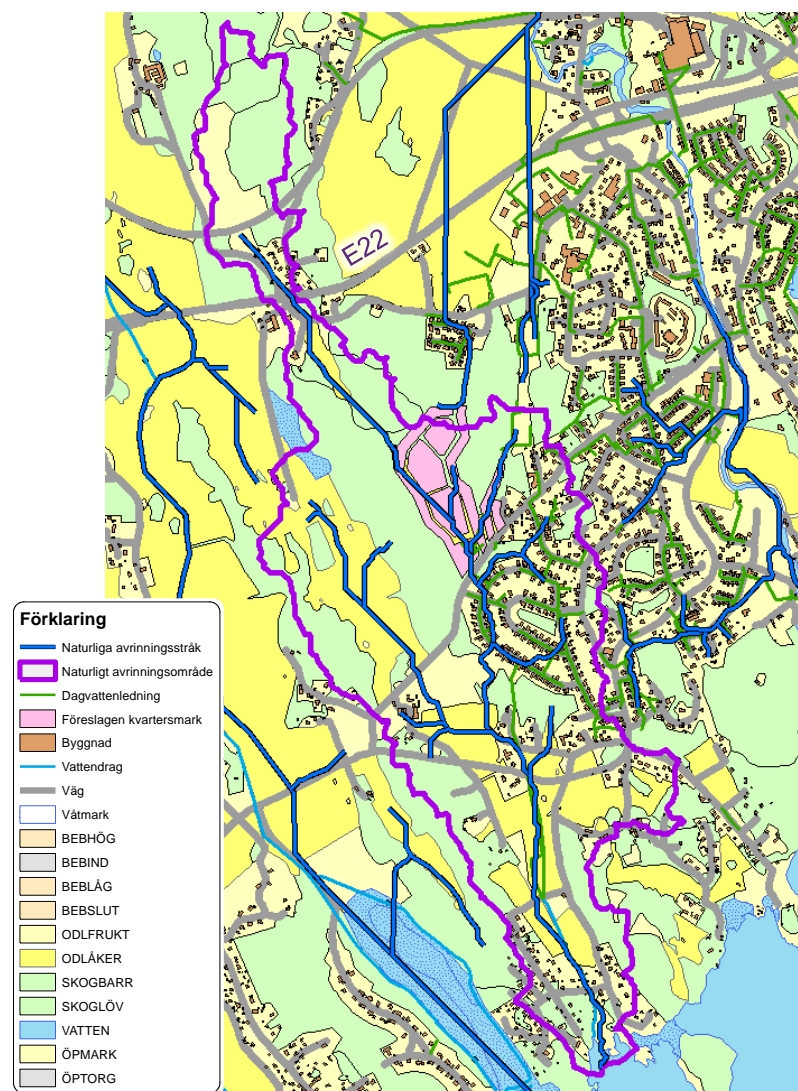 E22
Förklaring
Naturliga avrinningsstråk
Naturligt avrinningsområde
Dagvattenledning
Föreslagen kvartersmark
Byggnad
Vattendrag
Väg
Våtmark
BEBHÖG
BEBIND
BEBLÅG
BEBSLUT
ODLFRUKT
ODLÅKER
SKOGBARR
SKOGLÖV
VATTEN
ÖPMARK
ÖPTORG